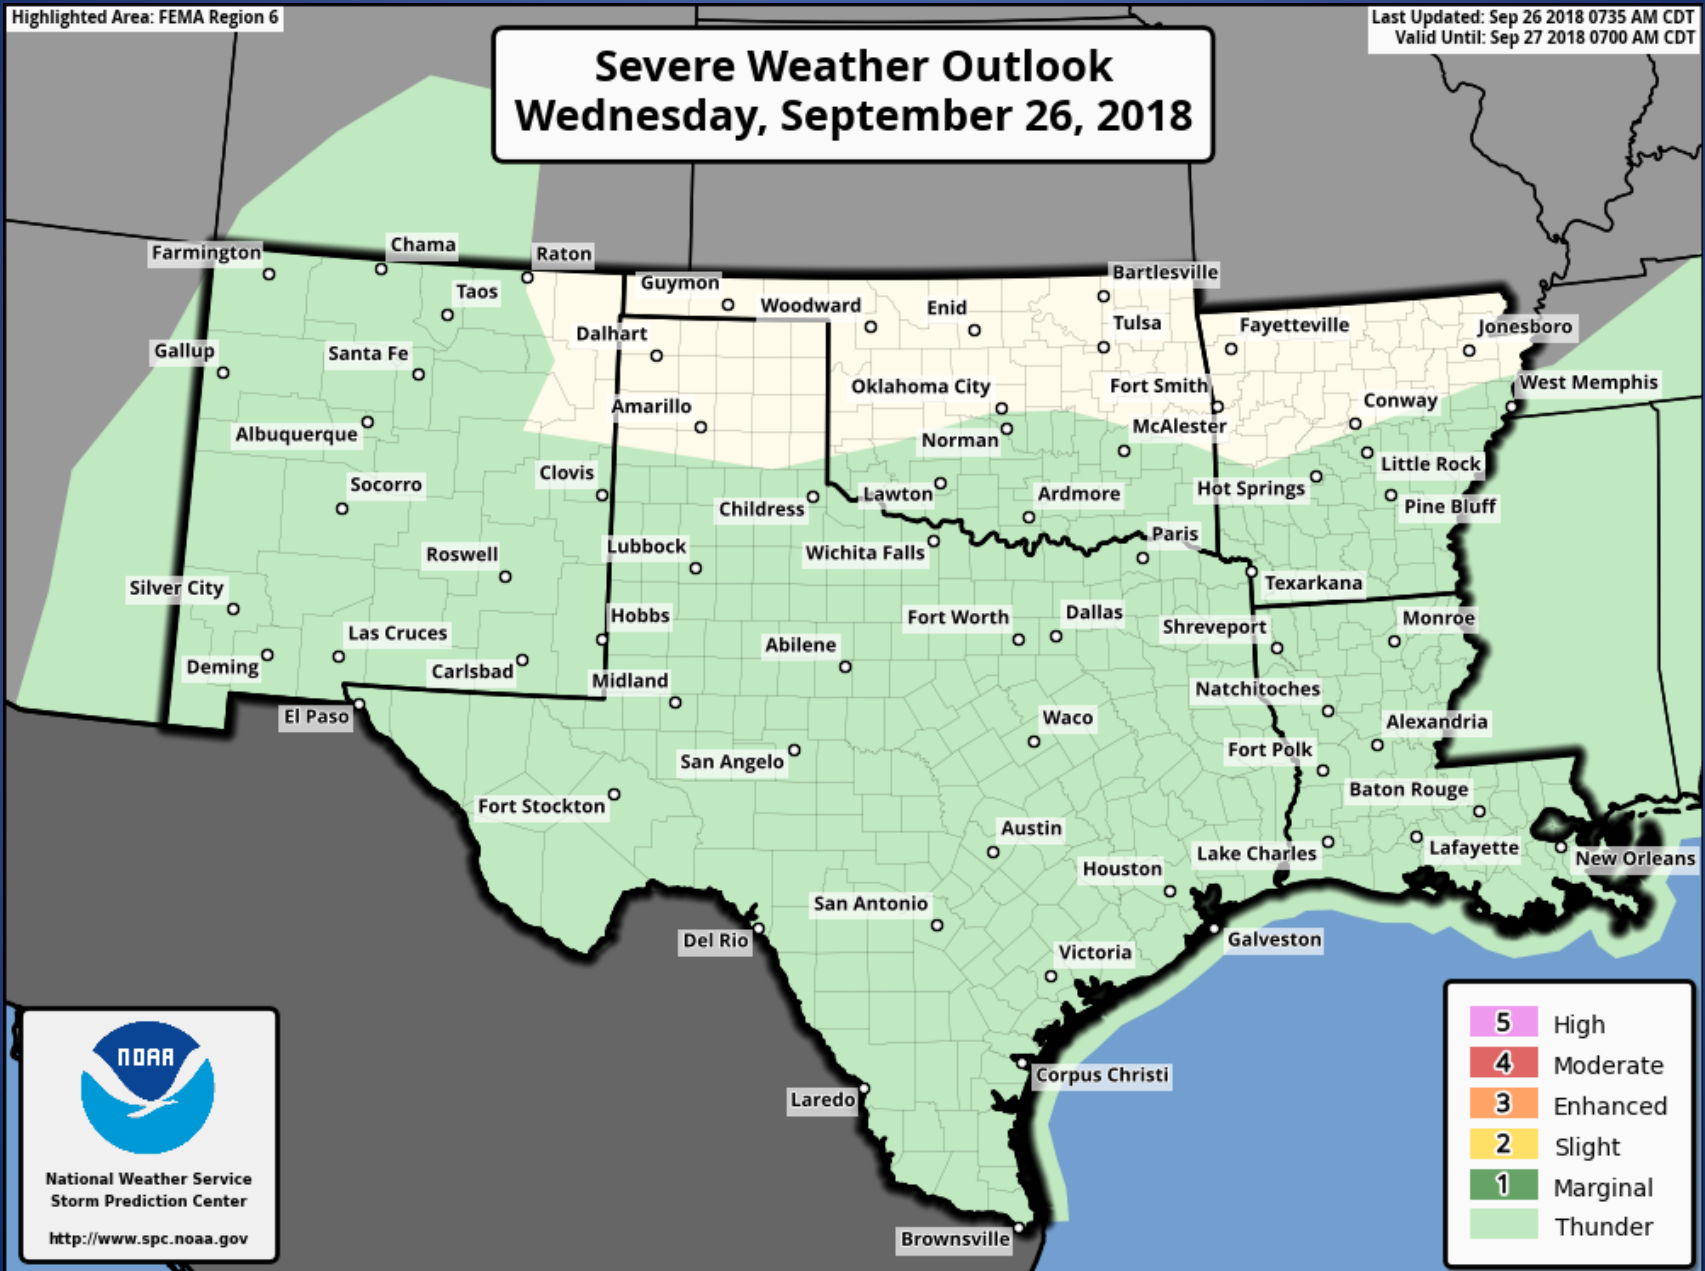 Highlighted Area: FEMA Region 6
Last Updated: Sep 26 2018 0735 AM CDT
Valid Until: Sep 27 2018 0700 AM CDT
Severe Weather Outlook
Wednesday, September 26, 2018
Farmington
Chama
Raton
Taos
Guymon
Woodward
Enid
Bartlesville
Tulsa
Fayetteville
Jonesboro
Gallup
Santa Fe
Dalhart
Oklahoma City
Fort Smith
West Memphis
Amarillo
Conway
Albuquerque
Norman
McAlester
Clovis
Little Rock
Socorro
Childress
Lawton
Ardmore
Hot Springs
Pine Bluff
Roswell
Lubbock
Wichita Falls
Paris
Silver City
Texarkana
Hobbs
Fort Worth
Dallas
Shreveport
Monroe
Las Cruces
Abilene
Deming
Carlsbad
Midland
Natchitoches
El Paso
Waco
Alexandria
San Angelo
Fort Polk
Fort Stockton
Baton Rouge
Austin
Lake Charles
Lafayette
New Orleans
Houston
San Antonio
Del Rio
Galveston
Victoria
Corpus Christi
Laredo
Brownsville
NOAA
National Weather Service
Storm Prediction Center
http://www.spc.noaa.gov
5 High
4 Moderate
3 Enhanced
2 Slight
1 Marginal
Thunder